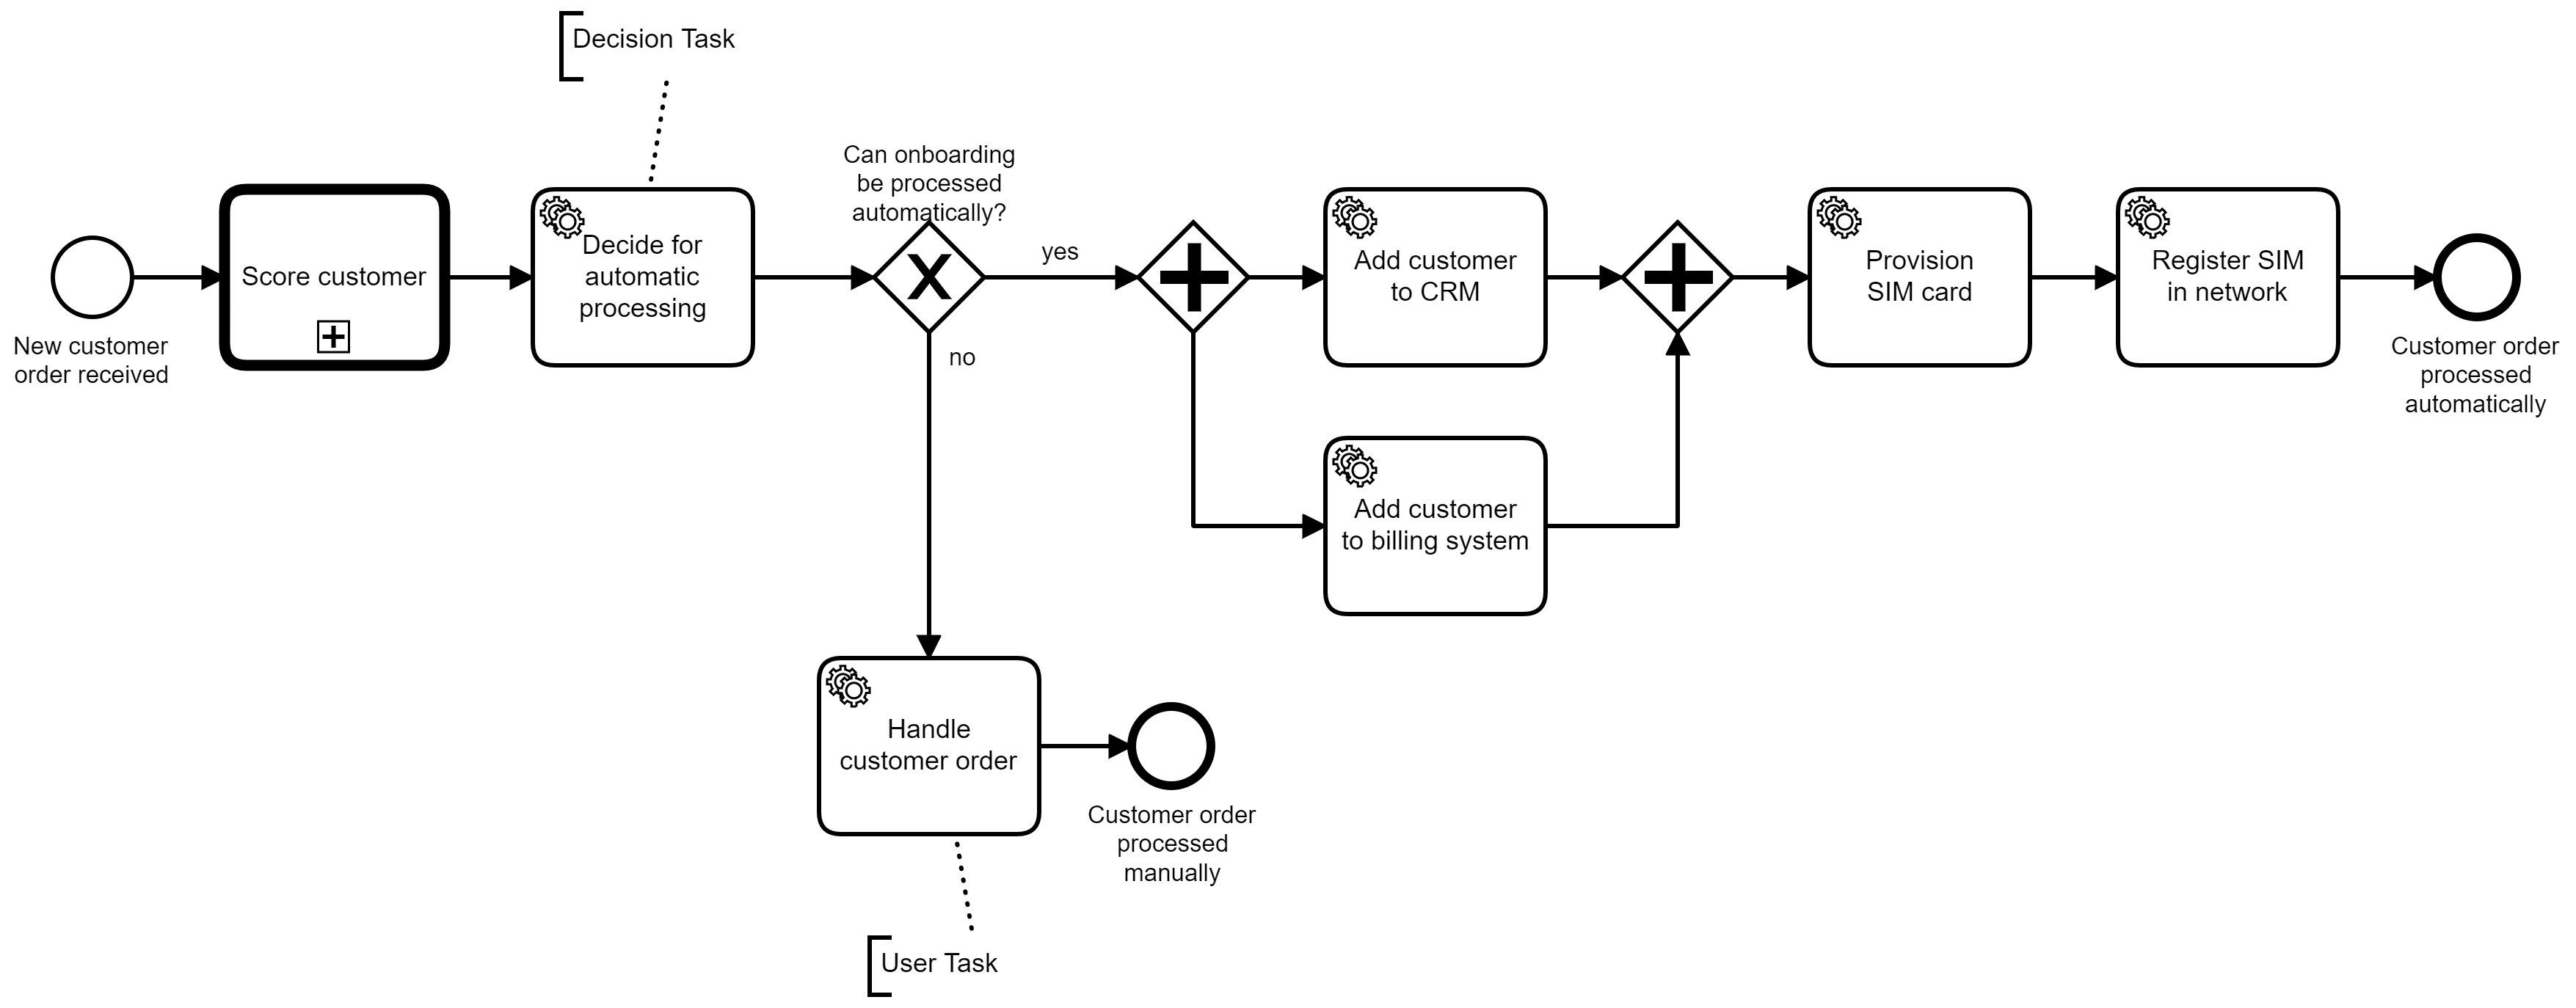 Decision Task
Can onboarding
be processed
automatically?
New customer
order received
Score customer
Decide for
automatic
processing
yes
no
Add customer
to CRM
Provision
SIM card
Register SIM
in network
Customer order
processed
automatically
Add customer
to billing system
Handle
customer order
Customer order
processed
manually
User Task